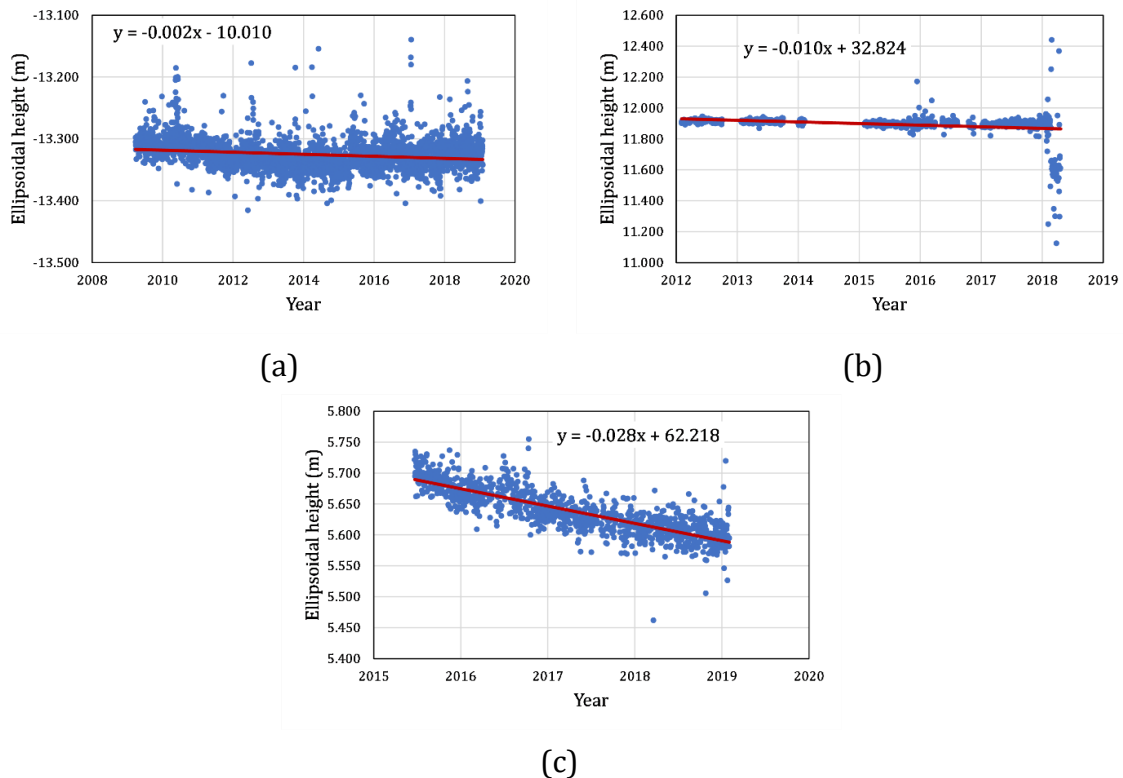 y = -0.002x - 10.010
Ellipsoidal height (m)
-13.100
-13.200
-13.300
-13.400
-13.500
2008 2010 2012 2014 2016 2018 2020
Year
(a)
y = -0.010x + 32.824
Ellipsoidal height (m)
12.600
12.400
12.200
12.000
11.800
11.600
11.400
11.200
11.000
2012 2013 2014 2015 2016 2017 2018 2019
Year
(b)
y = -0.028x + 62.218
Ellipsoidal height (m)
5.800
5.750
5.700
5.650
5.600
5.550
5.500
5.450
5.400
2015 2016 2017 2018 2019 2020
Year
(c)